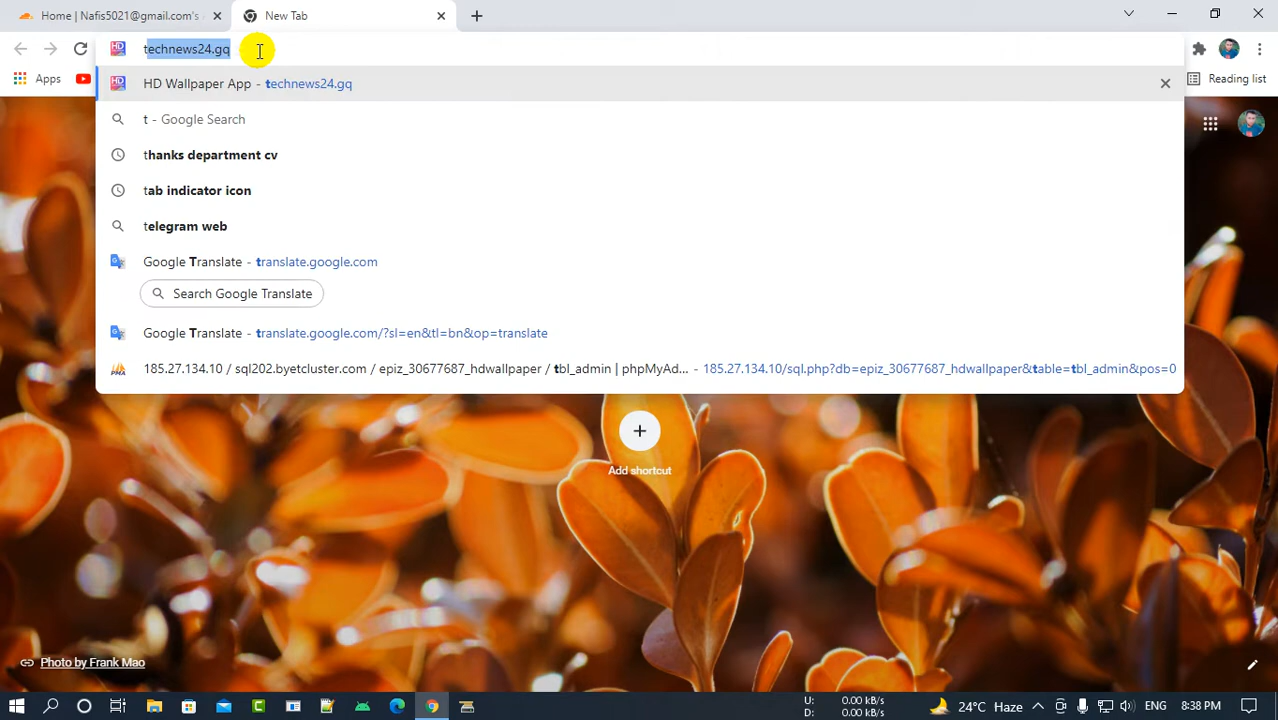 Home | Nafis5021@gmail.com's
New Tab
technews24.gq
Apps
Reading list
HD Wallpaper App - technews24.gq
t - Google Search
thanks department cv
tab indicator icon
telegram web
Google Translate - translate.google.com
Search Google Translate
Google Translate - translate.google.com/?sl=en&tl=bn&op=translate
185.27.134.10 / sql202.byetcluster.com / epiz_30677687_hdwallpaper / tbl_admin | phpMyAd... - 185.27.134.10/sql.php?db=epiz_30677687_hdwallpaper&table=tbl_admin&pos=0
Add shortcut
Photo by Frank Mao
U: 0.00 kB/s
D: 0.00 kB/s
24°C Haze
ENG
8:38 PM